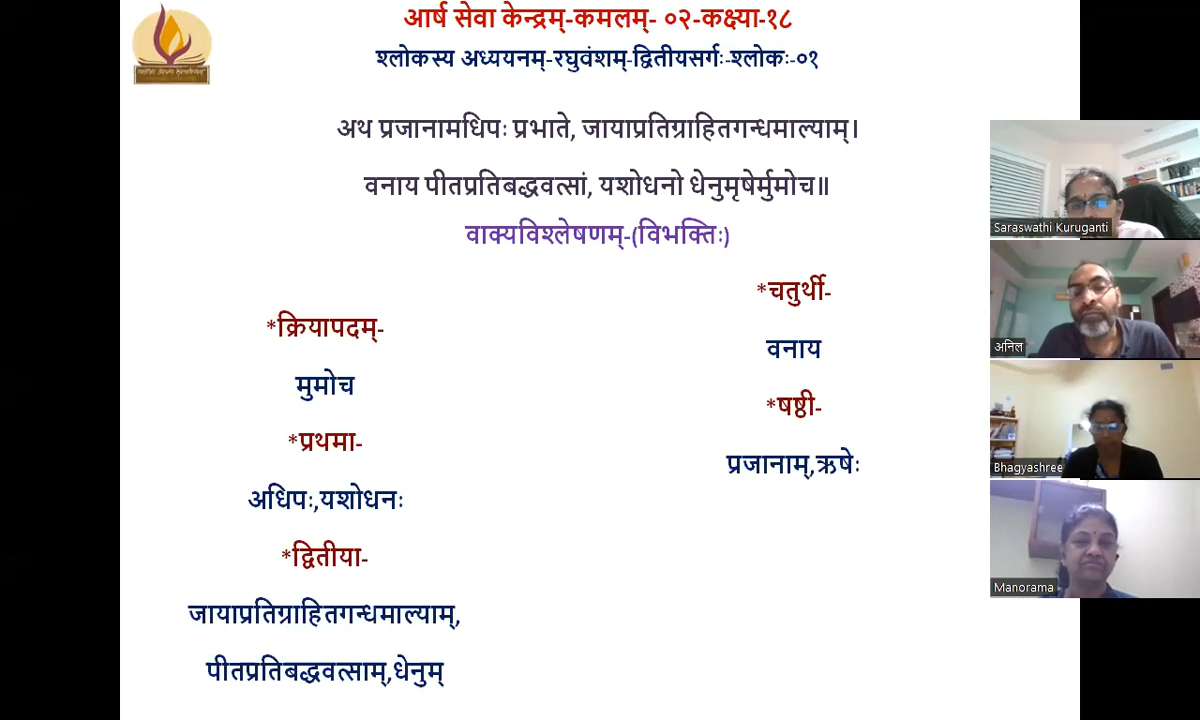 आर्ष सेवा केन्द्रम्-कमलम्- ०२-कक्ष्या-१८
श्लोकस्य अध्ययनम्-रघुवंशम्-द्वितीयसर्गः-श्लोकः-०१
अथ प्रजानामधिपः प्रभाते, जायाप्रतिग्राहितगन्धमाल्याम्।
वनाय पीतप्रतिबद्धवत्सां, यशोधनो धेनुमृषेर्मुमोच॥
वाक्यविश्लेषणम्-(विभक्तिः)
*क्रियापदम्-
मुमोच
*प्रथमा-
अधिपः,यशोधनः
*द्वितीया-
जायाप्रतिग्राहितगन्धमाल्याम्,
पीतप्रतिबद्धवत्साम्,धेनुम्
*चतुर्थी-
वनाय
*षष्ठी-
प्रजानाम्,ऋषेः
Saraswathi Kuruganti
अनिल
Bhagyashree
Manorama